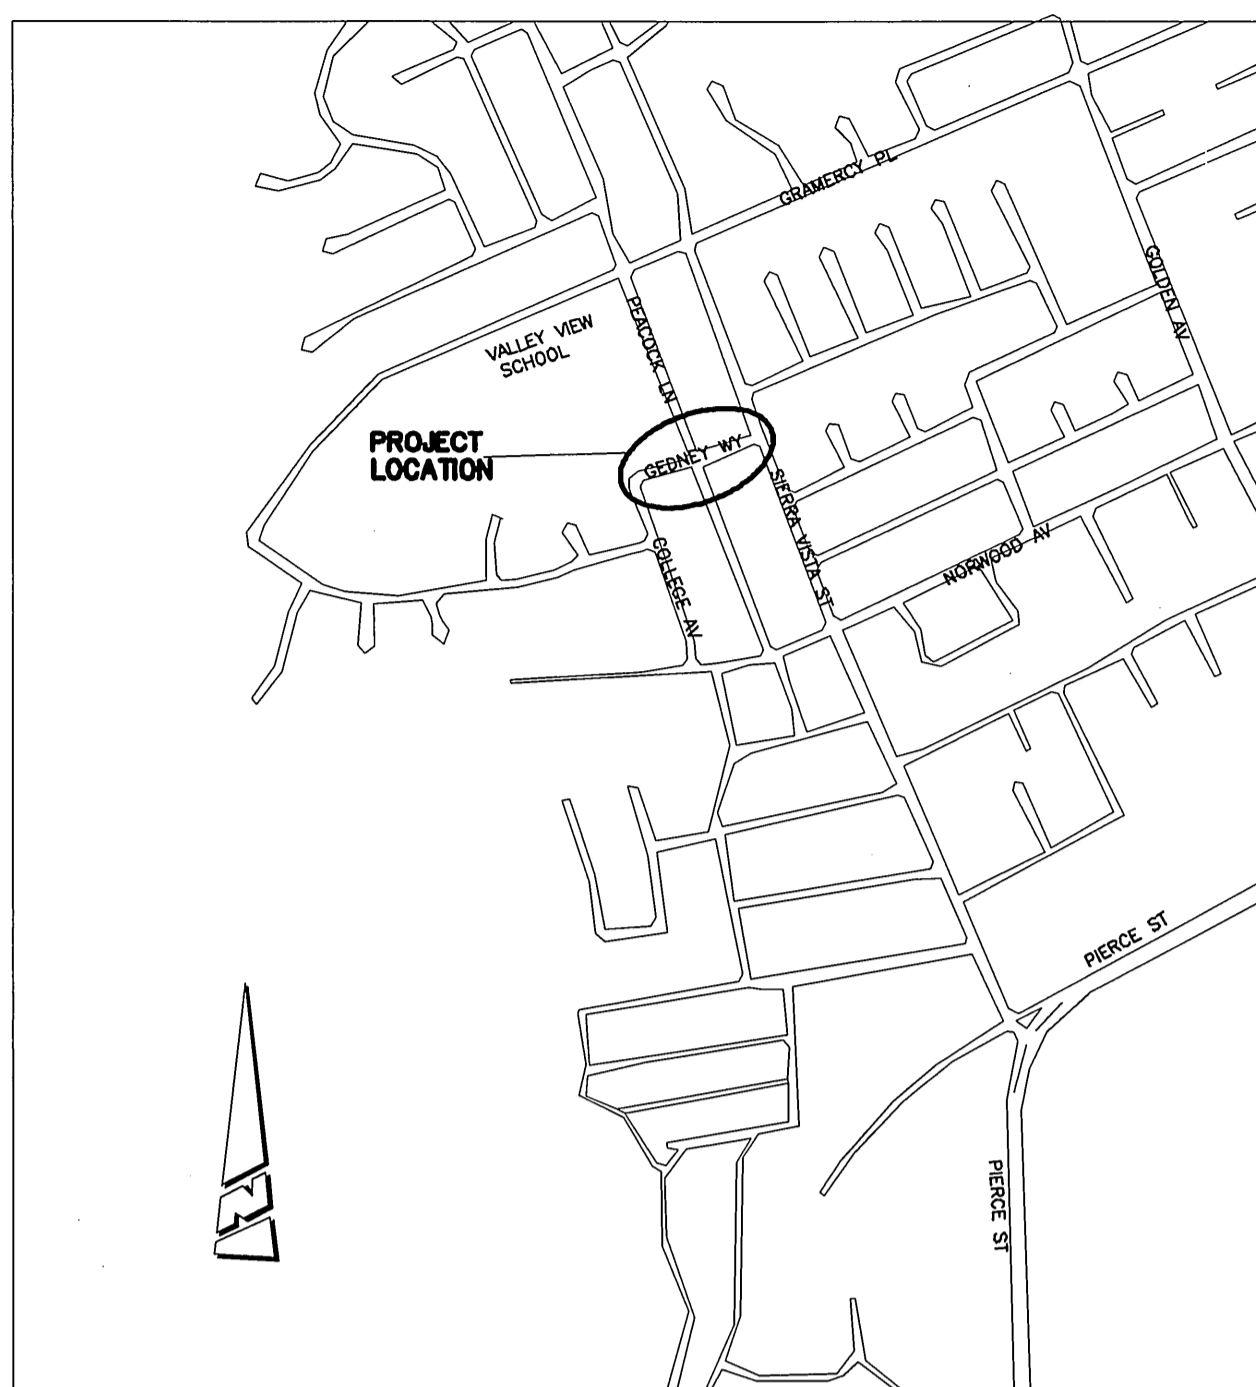 GRAMERCY PL
GOLDEN AV
PEACOCK LN
VALLEY VIEW
SCHOOL
PROJECT
LOCATION
GEDNEY WY
SIERRA VISTA ST
COLLEGE AV
NORWOOD AV
PIERCE ST
N
PIERCE ST